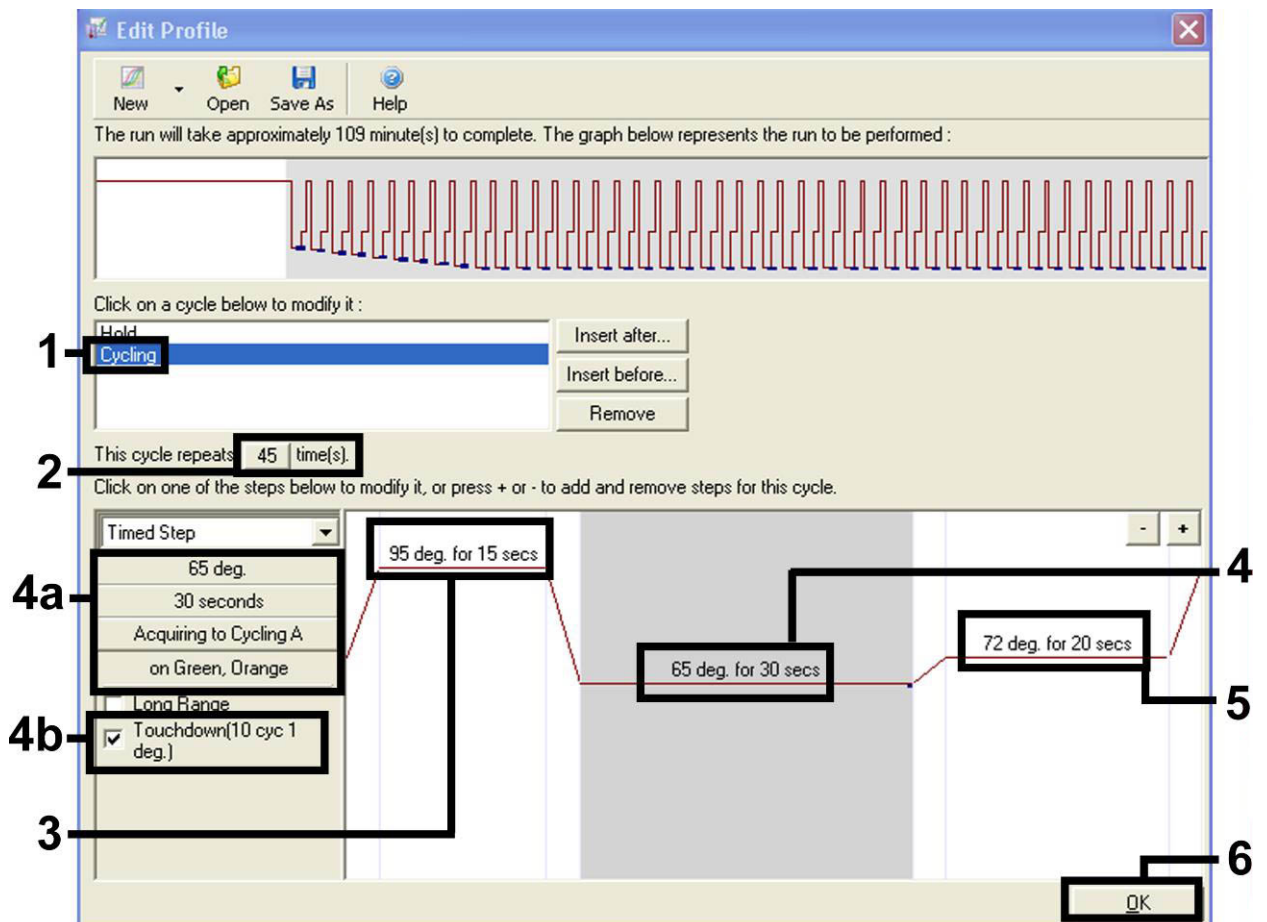 Edit Profile
New Open Save As Help
The run will take approximately 109 minute(s) to complete. The graph below represents the run to be performed :
Click on a cycle below to modify it :
Hold
1
Cycling
Insert after...
Insert before...
Remove
2
This cycle repeats 45 time(s).
Click on one of the steps below to modify it, or press + or - to add and remove steps for this cycle.
Timed Step
- +
4a
65 deg.
30 seconds
Acquiring to Cycling A
on Green, Orange
Long Range
4b
Touchdown(10 cyc 1
deg.)
95 deg. for 15 secs
3
65 deg. for 30 secs
4
72 deg. for 20 secs
5
6
OK